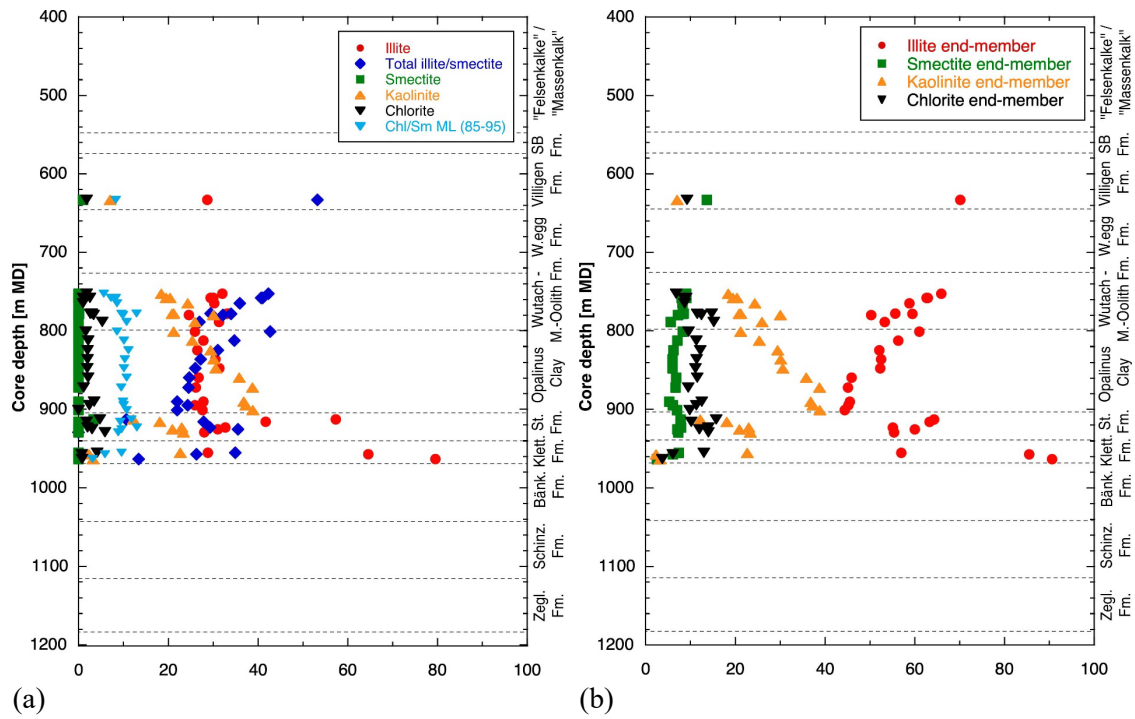 400
500
600
700
800
900
1000
1100
1200
Core depth [m MD]
0
20
40
60
80
100
Illite
Total illite/smectite
Smectite
Kaolinite
Chlorite
Chl/Sm ML (85-95)
"Felsenkalke" /
"Massenkalk"
SB
Fm.
Villigen
Fm.
W.egg
Fm.
Wutach -
M.-Oolith Fm.
Opalinus
Clay
St.
Fm.
Klett.
Fm.
Bänk.
Fm.
Schinz.
Fm.
Zegl.
Fm.
(a)
400
500
600
700
800
900
1000
1100
1200
Core depth [m MD]
0
20
40
60
80
100
Illite end-member
Smectite end-member
Kaolinite end-member
Chlorite end-member
"Felsenkalke" /
"Massenkalk"
SB
Fm.
Villigen
Fm.
W.egg
Fm.
Wutach -
M.-Oolith Fm.
Opalinus
Clay
St.
Fm.
Klett.
Fm.
Bänk.
Fm.
Schinz.
Fm.
Zegl.
Fm.
(b)